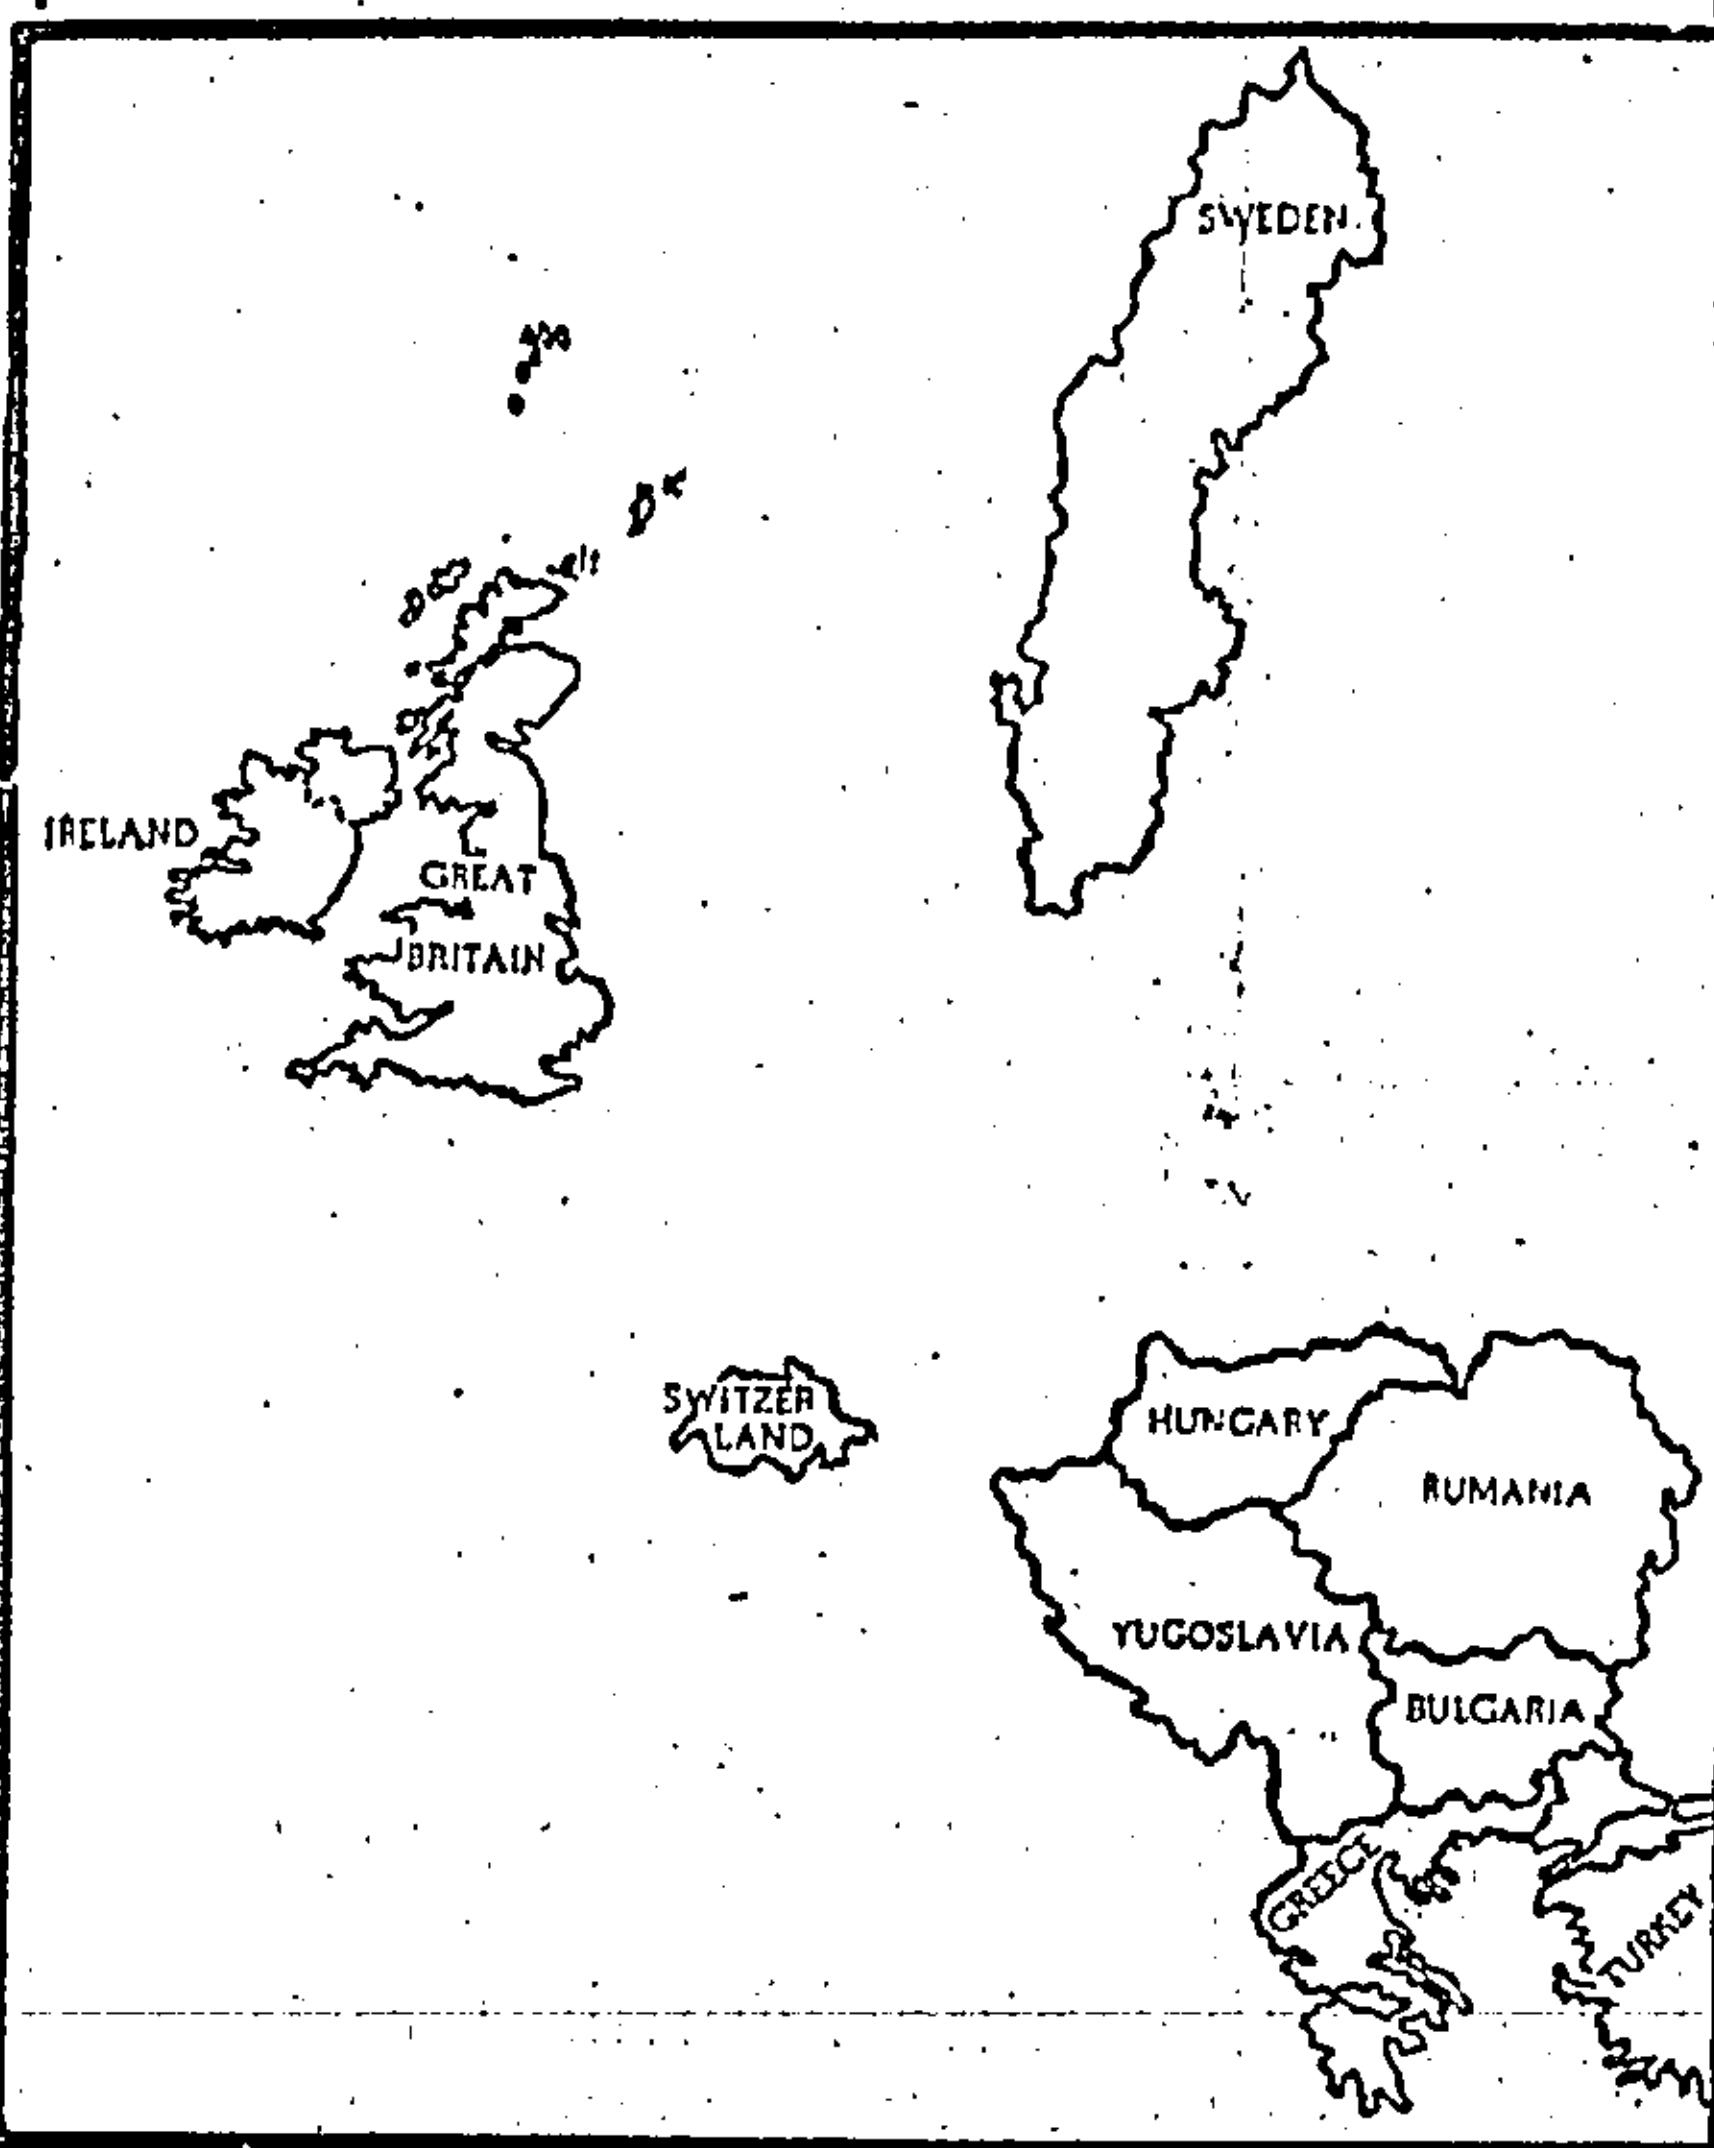 SWEDEN
IRELAND
GREAT
BRITAIN
SWITZER
LAND
HUNGARY
RUMANIA
YUGOSLAVIA
BULGARIA
GREECE
TURKEY